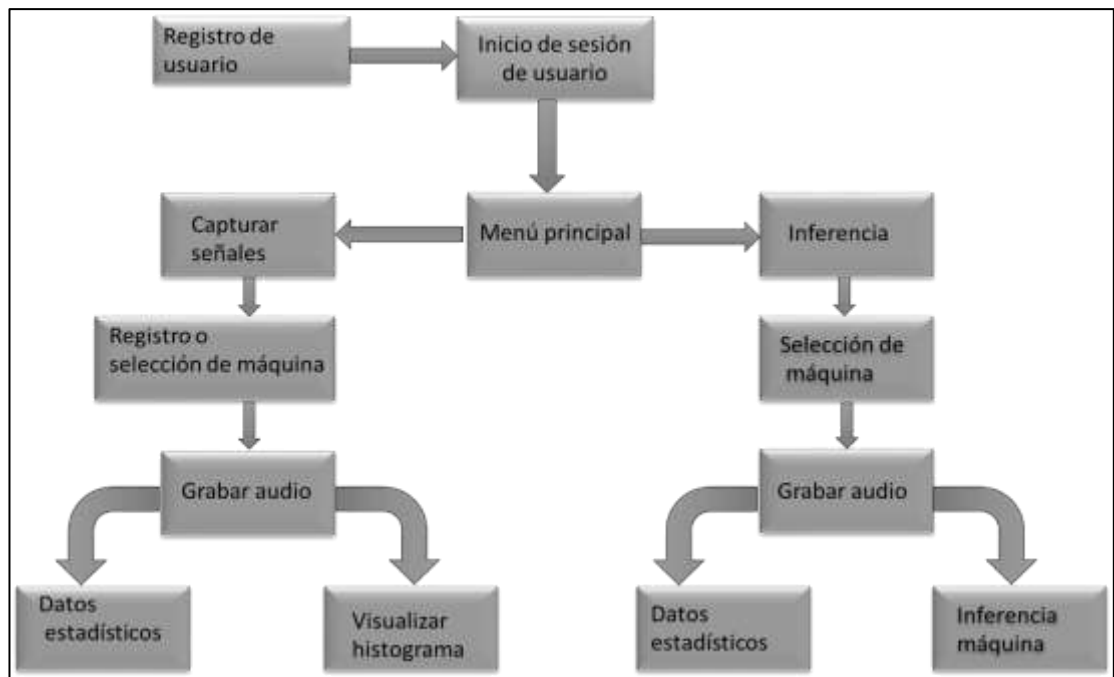 Registro de
usuario
Inicio de sesión
de usuario
Capturar
señales
Menú principal
Inferencia
Registro o
selección de máquina
Selección de
máquina
Grabar audio
Grabar audio
Datos
estadísticos
Visualizar
histograma
Datos
estadísticos
Inferencia
máquina